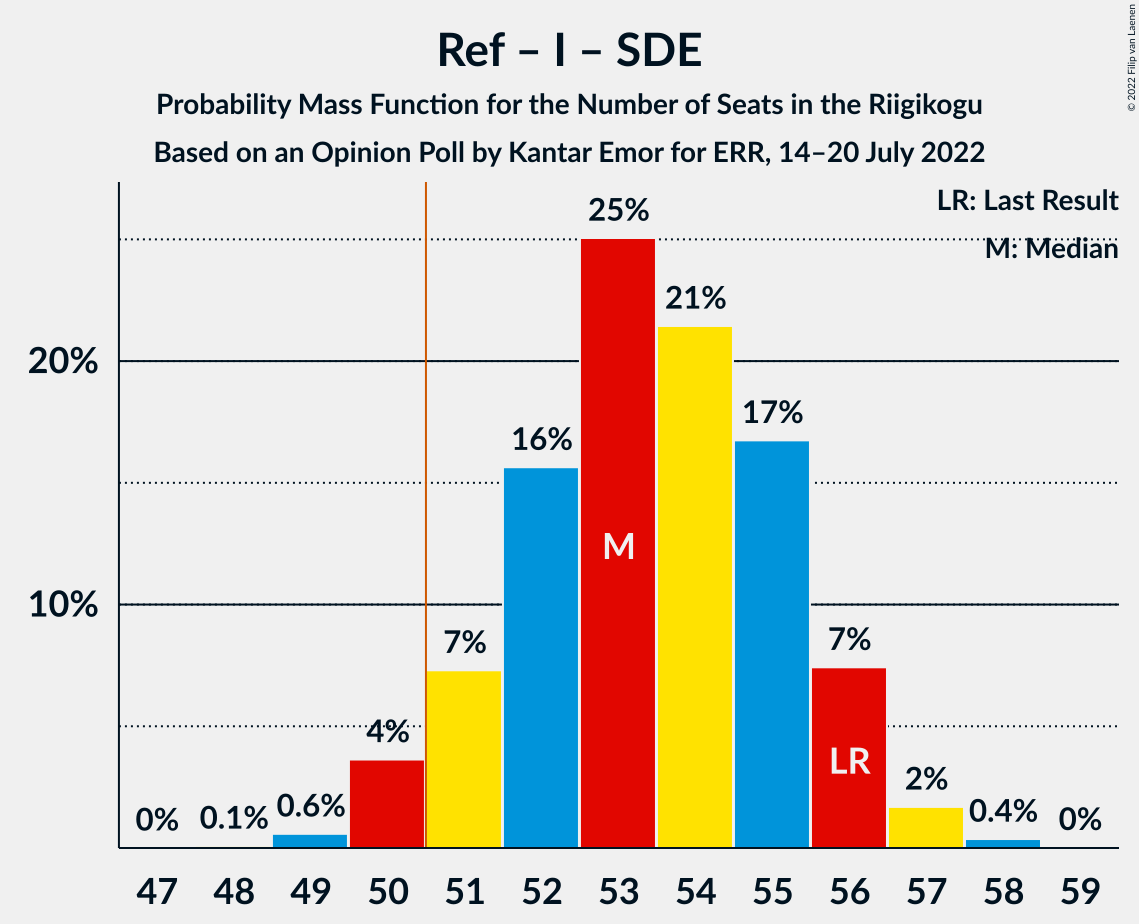 Ref – I – SDE
Probability Mass Function for the Number of Seats in the Riigikogu
Based on an Opinion Poll by Kantar Emor for ERR, 14–20 July 2022
© 2022 Filip van Laenen
LR: Last Result
M: Median
20%
10%
0%
0.1%
0.6%
4%
7%
16%
25%
21%
17%
7%
2%
0.4%
0%
M
LR
47 48 49 50 51 52 53 54 55 56 57 58 59